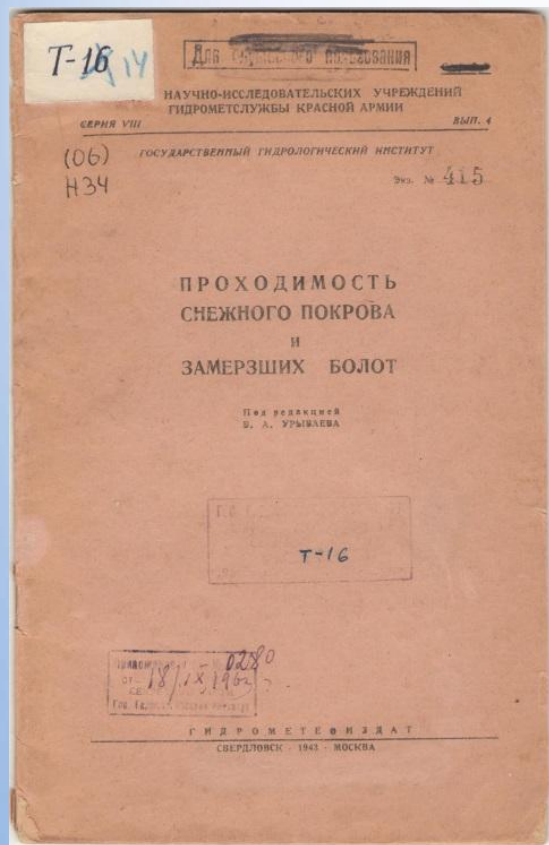 Т-16
14
Для служебного пользования
НАУЧНО-ИССЛЕДОВАТЕЛЬСКИХ УЧРЕЖДЕНИЙ
ГИДРОМЕТСЛУЖБЫ КРАСНОЙ АРМИИ
СЕРИЯ VIII ВЫП. 4
ГОСУДАРСТВЕННЫЙ ГИДРОЛОГИЧЕСКИЙ ИНСТИТУТ
(06)
Н34
Экз. № 415
ПРОХОДИМОСТЬ
СНЕЖНОГО ПОКРОВА
И
ЗАМЕРЗШИХ БОЛОТ
Под редакцией
В. А. УРЫВАЕВА
Т-16
0280
18/IX 196
ГИДРОМЕТЕОИЗДАТ
СВЕРДЛОВСК - 1943 - МОСКВА